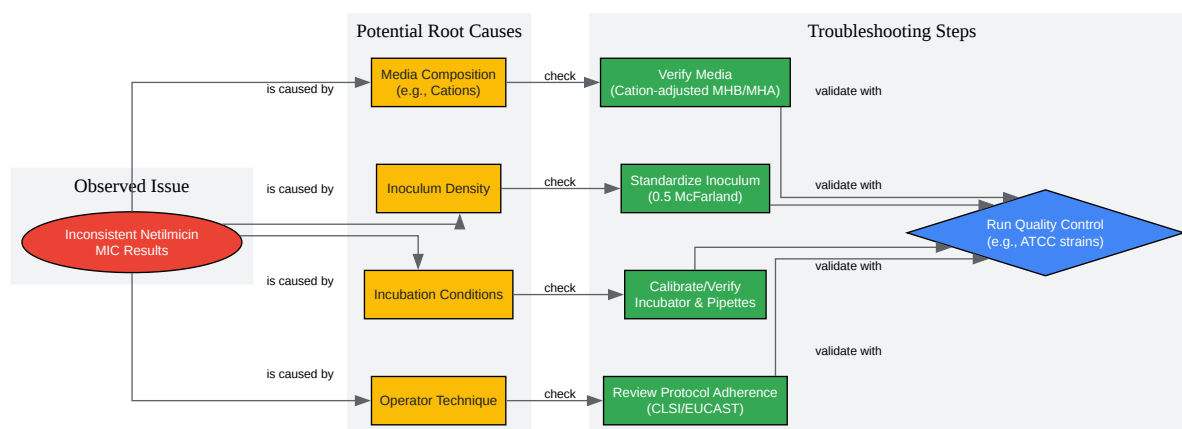 Potential Root Causes
Troubleshooting Steps
Media Composition
(e.g., Cations)
check
Verify Media
(Cation-adjusted MHB/MHA)
is caused by
validate with
Observed Issue
is caused by
Inoculum Density
check
Standardize Inoculum
(0.5 McFarland)
validate with
Inconsistent Netilmicin
MIC Results
Run Quality Control
(e.g., ATCC strains)
is caused by
Incubation Conditions
check
Calibrate/Verify
Incubator & Pipettes
validate with
is caused by
Operator Technique
check
Review Protocol Adherence
(CLSI/EUCAST)
validate with